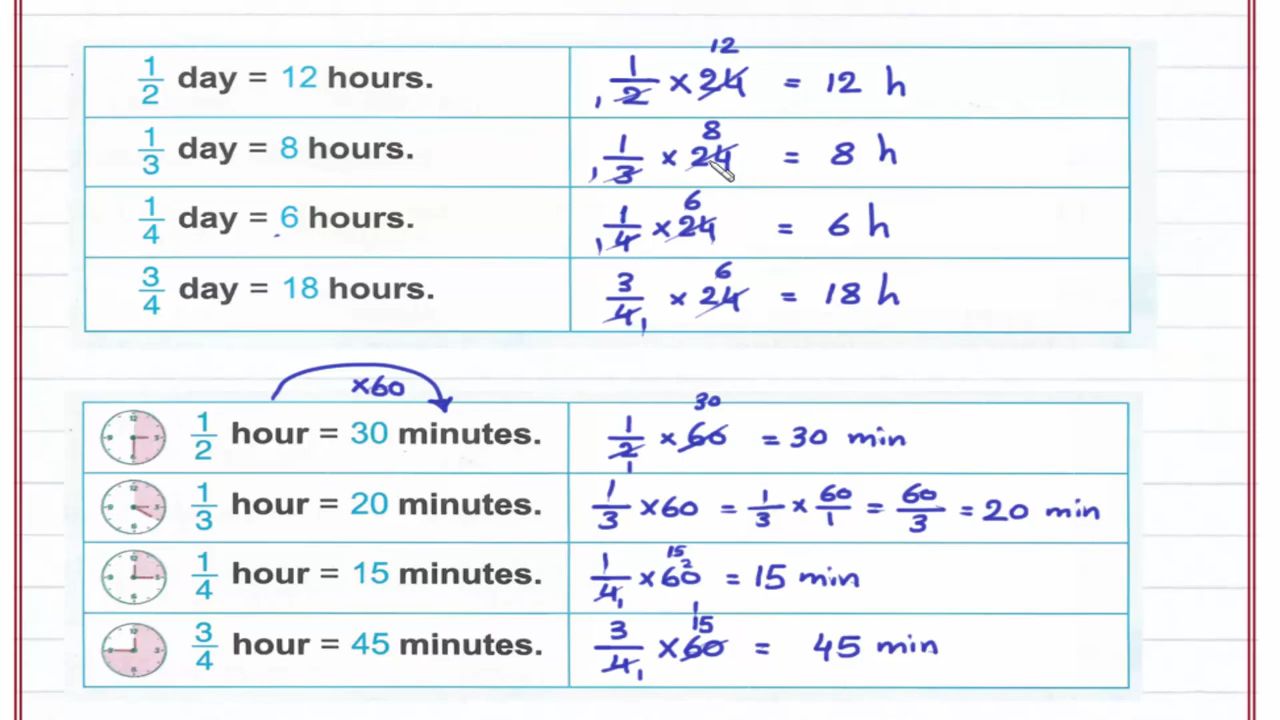 1/2 day = 12 hours. 1/2 × 24 12 = 12 h
1/3 day = 8 hours. 1/3 × 24 8 = 8 h
1/4 day = 6 hours. 1/4 × 24 6 = 6 h
3/4 day = 18 hours. 3/4 × 24 6 = 18 h
×60
1/2 hour = 30 minutes. 1/2 × 60 30 = 30 min
1/3 hour = 20 minutes. 1/3 × 60 = 1/3 × 60/1 = 60/3 = 20 min
1/4 hour = 15 minutes. 1/4 × 60 15 = 15 min
3/4 hour = 45 minutes. 3/4 × 60 15 = 45 min